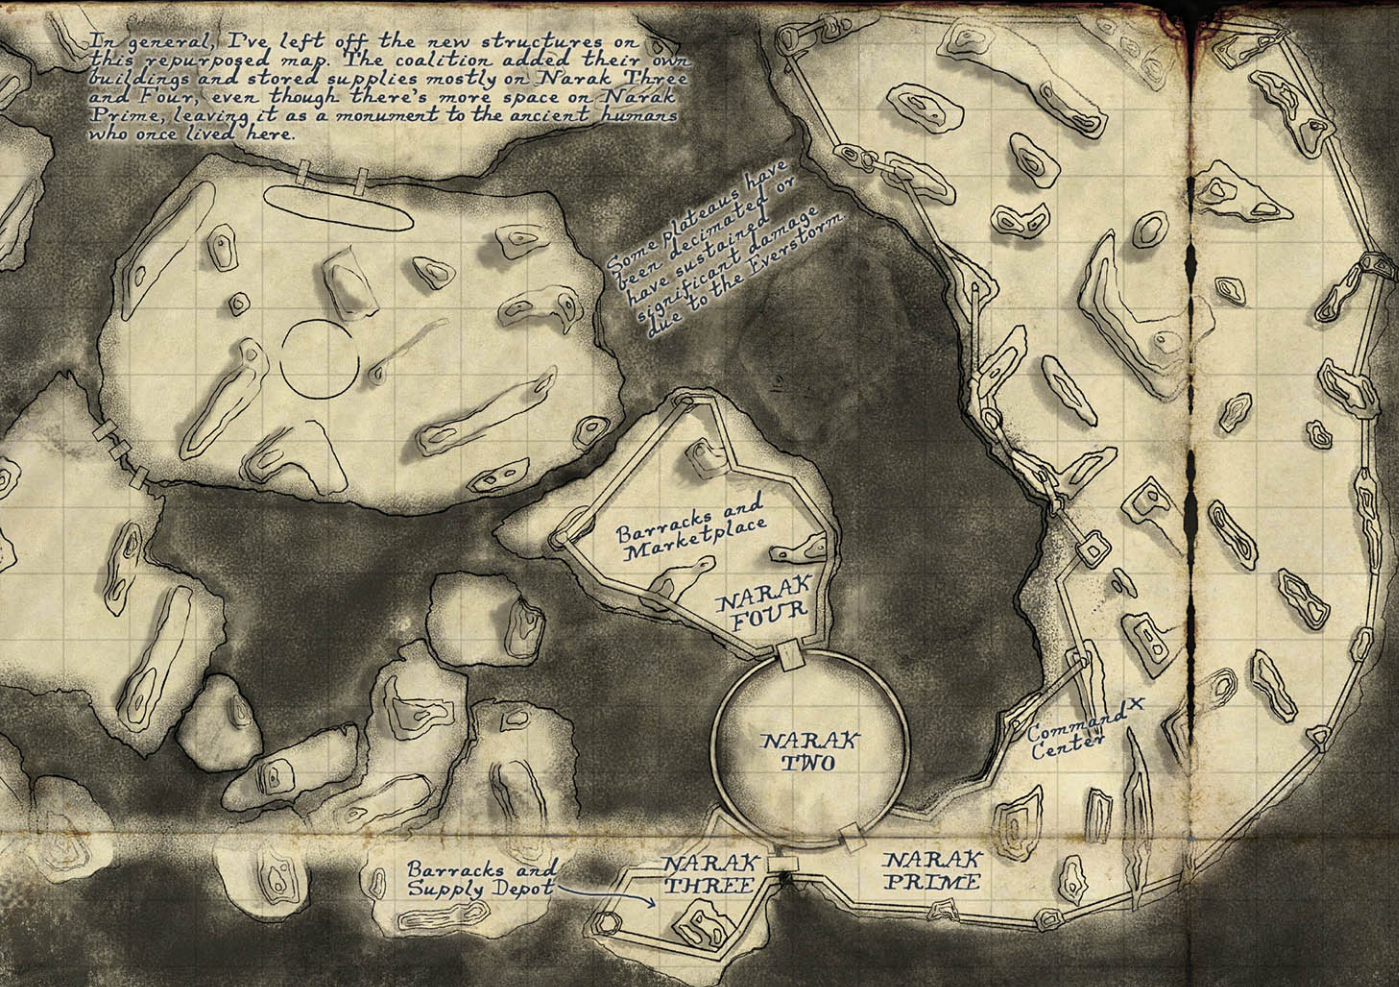 In general, I've left off the new structures on
this repurposed map. The coalition added their own
buildings and stored supplies mostly on Narak Three
and Four, even though there's more space on Narak
Prime, leaving it as a monument to the ancient humans
who once lived here.
Some plateaus have
been decimated or
have sustained
significant damage
due to the Everstorm.
Barracks and
Marketplace
NARAK
FOUR
NARAK
TWO
Command X
Center
Barracks and
Supply Depot
NARAK
THREE
NARAK
PRIME